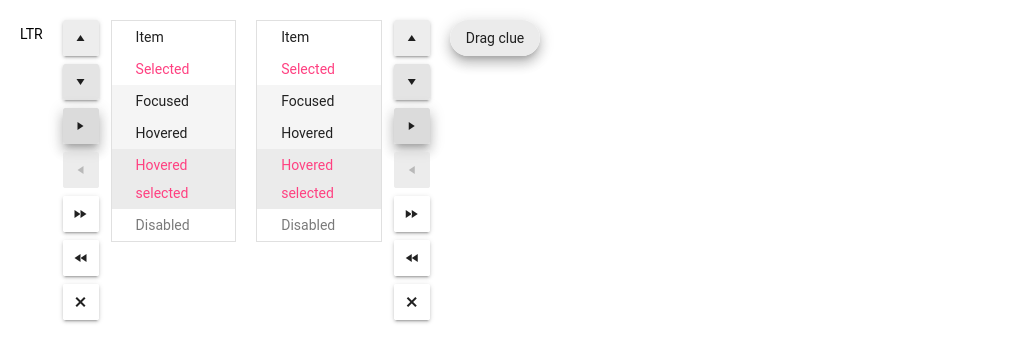 LTR
Item
Selected
Focused
Hovered
Hovered
selected
Disabled
Item
Selected
Focused
Hovered
Hovered
selected
Disabled
Drag clue